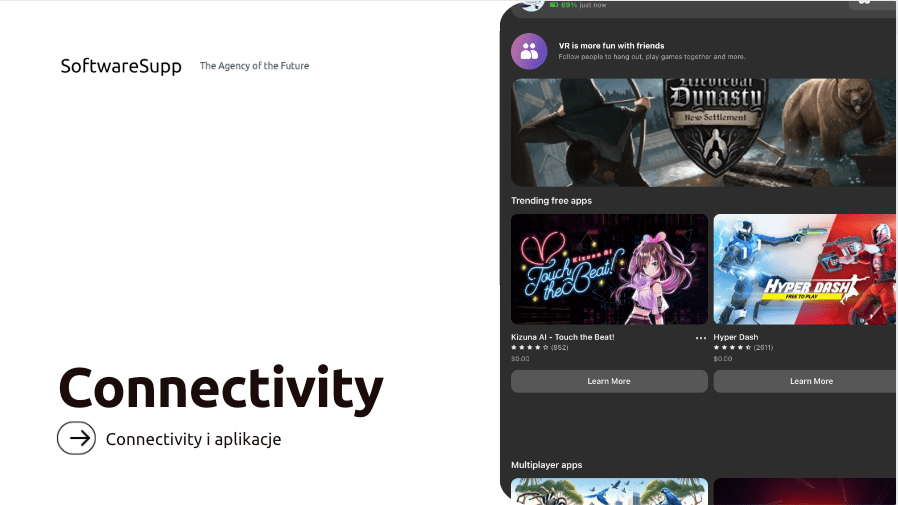 SoftwareSupp
The Agency of the Future
Connectivity
Connectivity i aplikacje
69% just now
VR is more fun with friends
Follow people to hang out, play games together and more.
Medieval
Dynasty
New Settlement
Trending free apps
Kizuna AI
Touch
the Beat!
HYPER DASH
FREE TO PLAY
Kizuna AI - Touch the Beat!
(952)
$0.00
Learn More
Hyper Dash
(2611)
$0.00
Learn More
Multiplayer apps